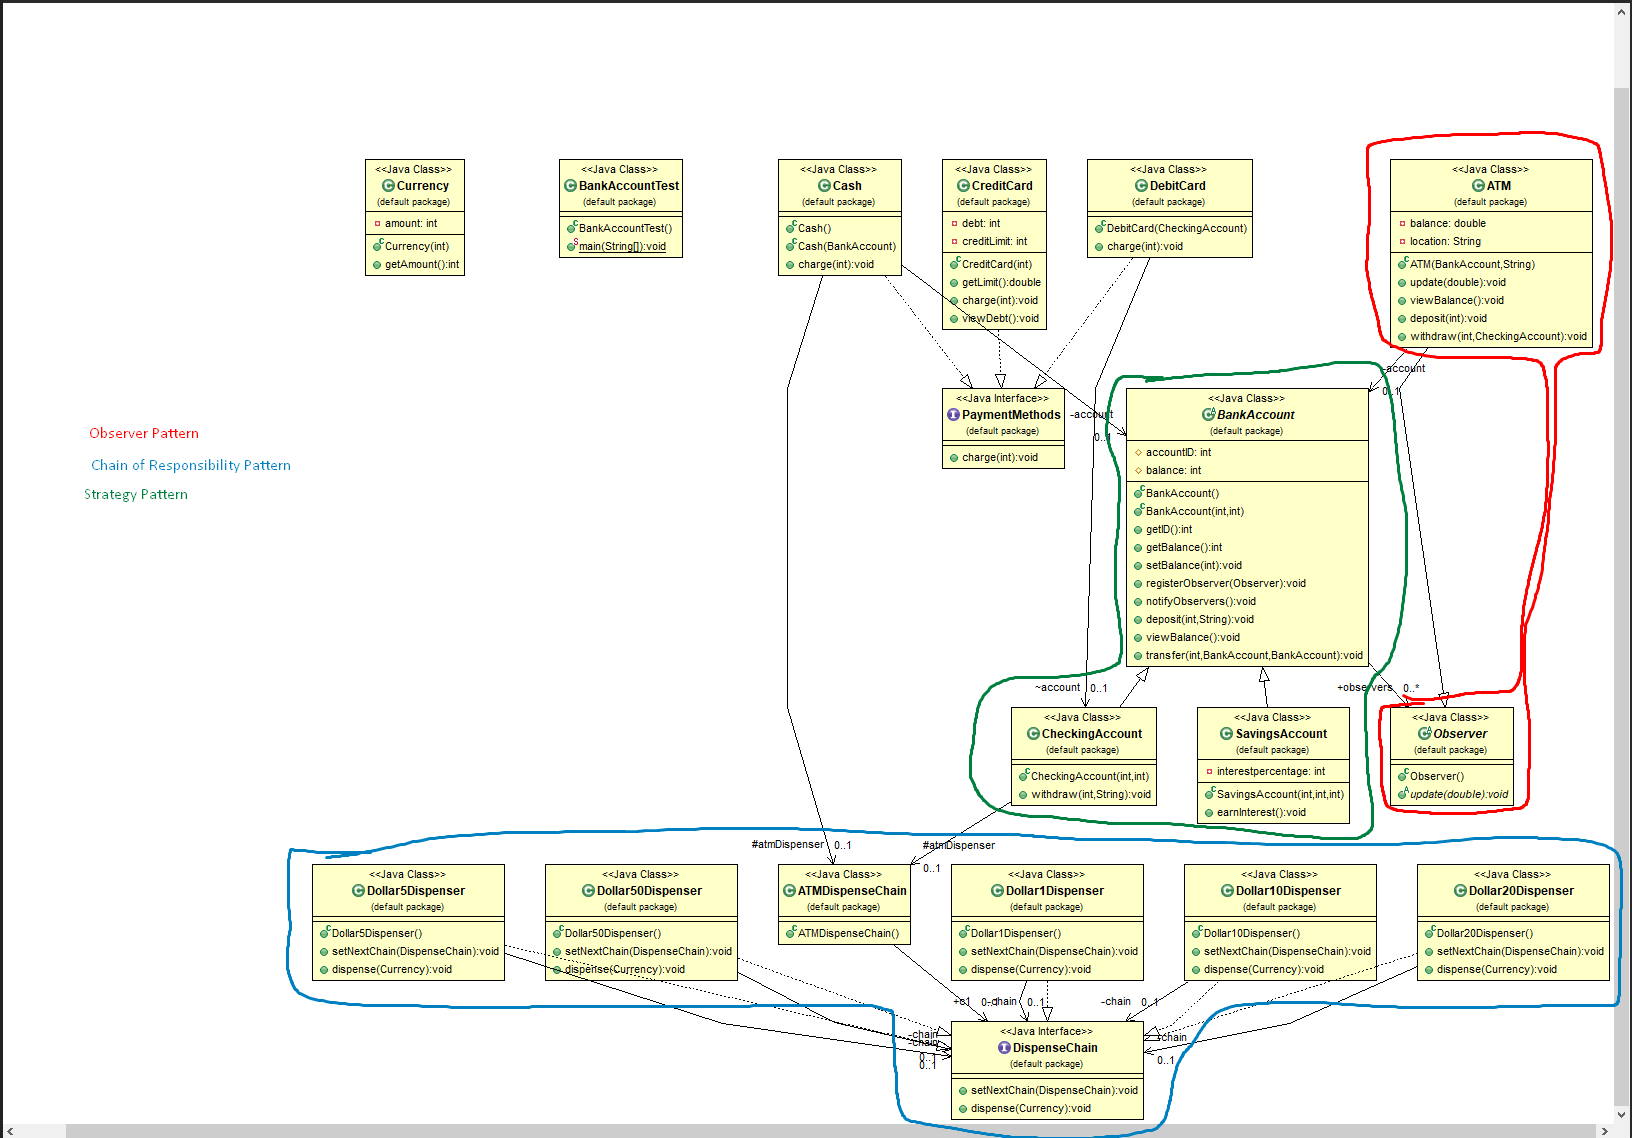 <<Java Class>>
Currency
(default package)
amount: int
Currency(int)
getAmount():int
<<Java Class>>
BankAccountTest
(default package)
BankAccountTest()
main(String[]):void
<<Java Class>>
Cash
(default package)
Cash()
Cash(BankAccount)
charge(int):void
<<Java Class>>
CreditCard
(default package)
debt: int
creditLimit: int
CreditCard(int)
getLimit():double
charge(int):void
viewDebt():void
<<Java Class>>
DebitCard
(default package)
DebitCard(CheckingAccount)
charge(int):void
<<Java Class>>
ATM
(default package)
balance: double
location: String
ATM(BankAccount,String)
update(double):void
viewBalance():void
deposit(int):void
withdraw(int,CheckingAccount):void
-account
0..1
<<Java Interface>>
PaymentMethods
(default package)
charge(int):void
-account
0..1
<<Java Class>>
BankAccount
(default package)
accountID: int
balance: int
BankAccount()
BankAccount(int,int)
getID():int
getBalance():int
setBalance(int):void
registerObserver(Observer):void
notifyObservers():void
deposit(int,String):void
viewBalance():void
transfer(int,BankAccount,BankAccount):void
Observer Pattern
Chain of Responsibility Pattern
Strategy Pattern
~account 0..1
+observers 0..*
<<Java Class>>
CheckingAccount
(default package)
CheckingAccount(int,int)
withdraw(int,String):void
<<Java Class>>
SavingsAccount
(default package)
interestpercentage: int
SavingsAccount(int,int,int)
earnInterest():void
<<Java Class>>
Observer
(default package)
Observer()
update(double):void
#atmDispenser 0..1
#atmDispenser
0..1
<<Java Class>>
Dollar5Dispenser
(default package)
Dollar5Dispenser()
setNextChain(DispenseChain):void
dispense(Currency):void
<<Java Class>>
Dollar50Dispenser
(default package)
Dollar50Dispenser()
setNextChain(DispenseChain):void
dispense(Currency):void
<<Java Class>>
ATMDispenseChain
(default package)
ATMDispenseChain()
<<Java Class>>
Dollar1Dispenser
(default package)
Dollar1Dispenser()
setNextChain(DispenseChain):void
dispense(Currency):void
<<Java Class>>
Dollar10Dispenser
(default package)
Dollar10Dispenser()
setNextChain(DispenseChain):void
dispense(Currency):void
<<Java Class>>
Dollar20Dispenser
(default package)
Dollar20Dispenser()
setNextChain(DispenseChain):void
dispense(Currency):void
+c1
-chain 0..1
-chain 0..1
-chain
-chain
0..1
0..1
-chain
0..1
<<Java Interface>>
DispenseChain
(default package)
setNextChain(DispenseChain):void
dispense(Currency):void